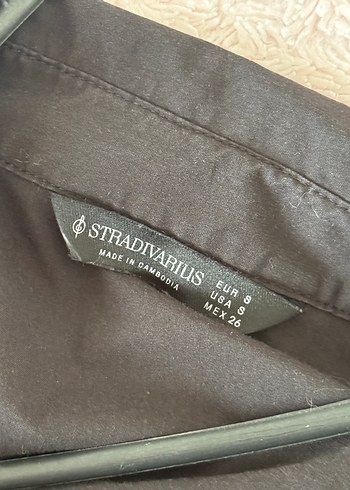 STRADIVARIUS
MADE IN CAMBODIA
EUR S
USA S
MEX 26